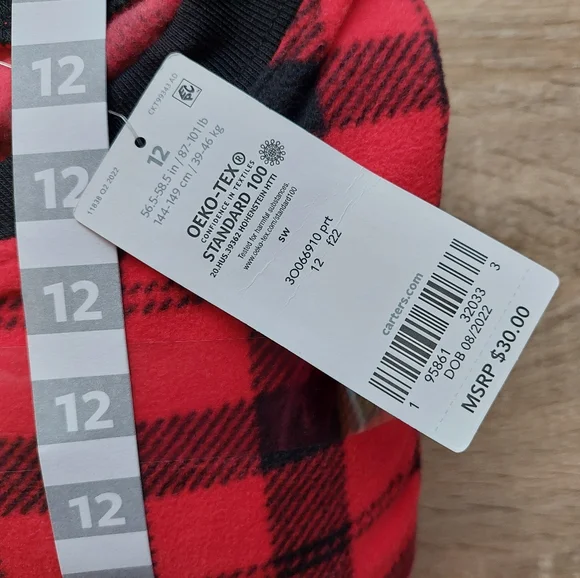 12
12
12
12
12
CXT99343 AD
11838 Q2-2022
12
56.5-58.5 in / 87-101 lb
144-149 cm / 39-46 kg
OEKO-TEX®
CONFIDENCE IN TEXTILES
STANDARD 100
20.HUS.39362 HOHENSTEIN HTTI
Tested for harmful substances.
www.oeko-tex.com/standard100
SW
3O066910 prt
12 f22
carters.com
1 95861 32033 3
DOB 08/2022
MSRP $30.00